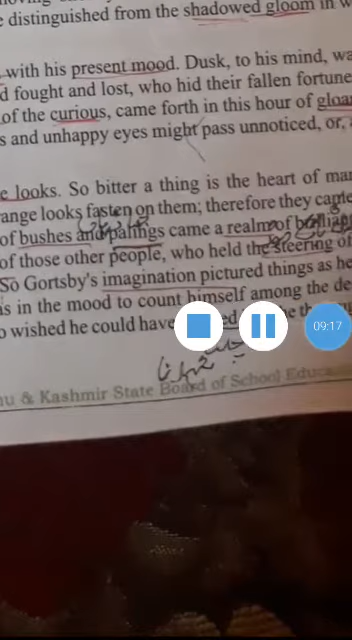 distinguished from the shadowed gloom in
with his present mood. Dusk, to his mind, wa
d fought and lost, who hid their fallen fortune
of the curious, came forth in this hour of gloa
s and unhappy eyes might pass unnoticed, or,
e looks. So bitter a thing is the heart of man
ange looks fasten on them; therefore they
of bushes and palings came a realm of
of those other people, who held the steering of
So Gortsby's imagination pictured things as he
s in the mood to count himself among the de
o wished he could have
09:17
nu & Kashmir State Board of School Educa